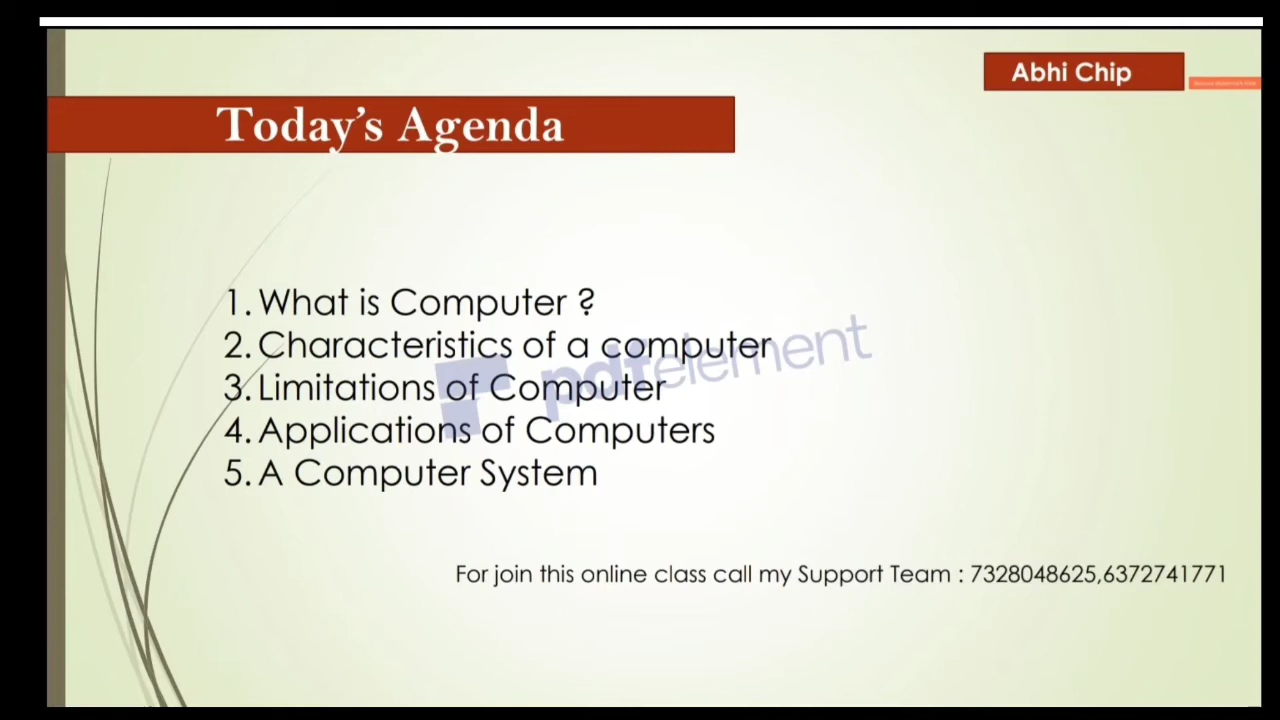 Abhi Chip
Today's Agenda
1. What is Computer ?
2. Characteristics of a computer
3. Limitations of Computer
4. Applications of Computers
5. A Computer System
pdfelement
For join this online class call my Support Team : 7328048625,6372741771